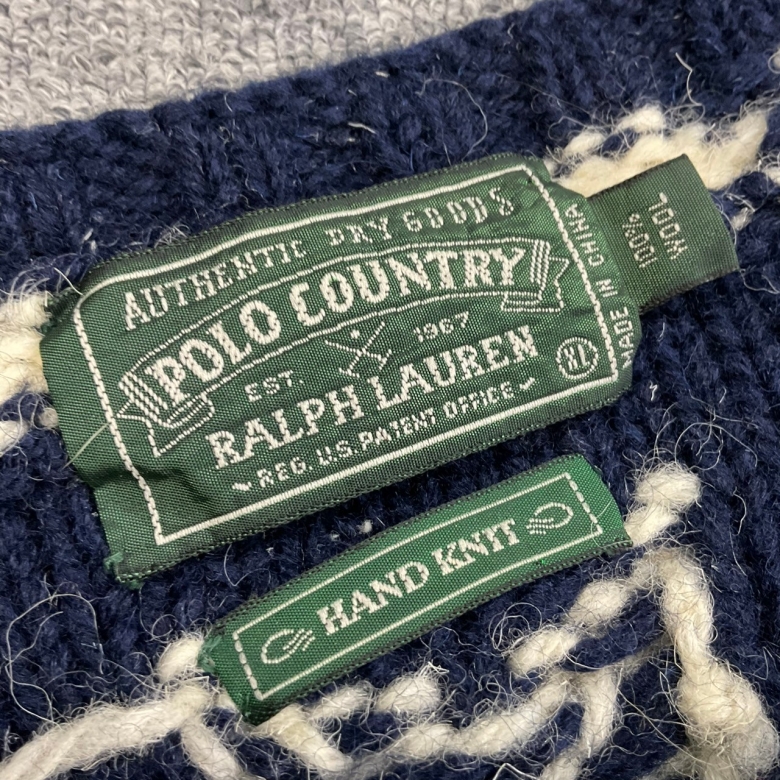 AUTHENTIC DRY GOODS
POLO COUNTRY
EST. 1967
RALPH LAUREN
REG. U.S. PATENT OFFICE
XL
MADE IN CHINA
100%
WOOL
HAND KNIT